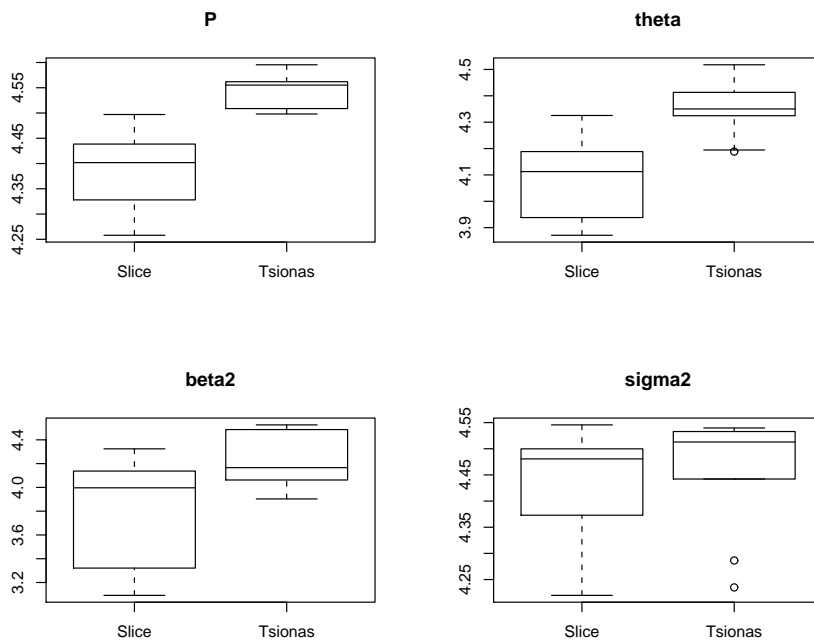 P
4.55
4.45
4.35
4.25
Slice Tsionas
theta
4.5
4.3
4.1
3.9
Slice Tsionas
beta2
4.4
4.0
3.6
3.2
Slice Tsionas
sigma2
4.55
4.45
4.35
4.25
Slice Tsionas